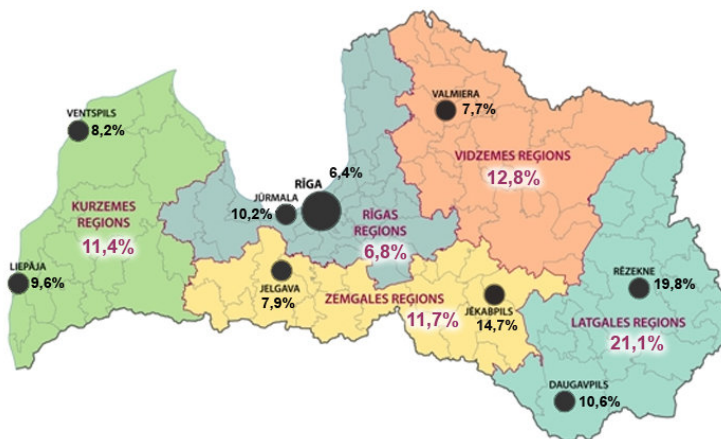 VENTSPILS
8,2%
VALMIERA
7,7%
RĪGA
6,4%
JŪRMALA
10,2%
VIDZEMES REĢIONS
12,8%
KURZEMES
REĢIONS
11,4%
RĪGAS
REĢIONS
6,8%
LIEPĀJA
9,6%
JELGAVA
7,9%
ZEMGALES REĢIONS
11,7%
JĒKABPILS
14,7%
RĒZEKNE
19,8%
LATGALES REĢIONS
21,1%
DAUGAVPILS
10,6%